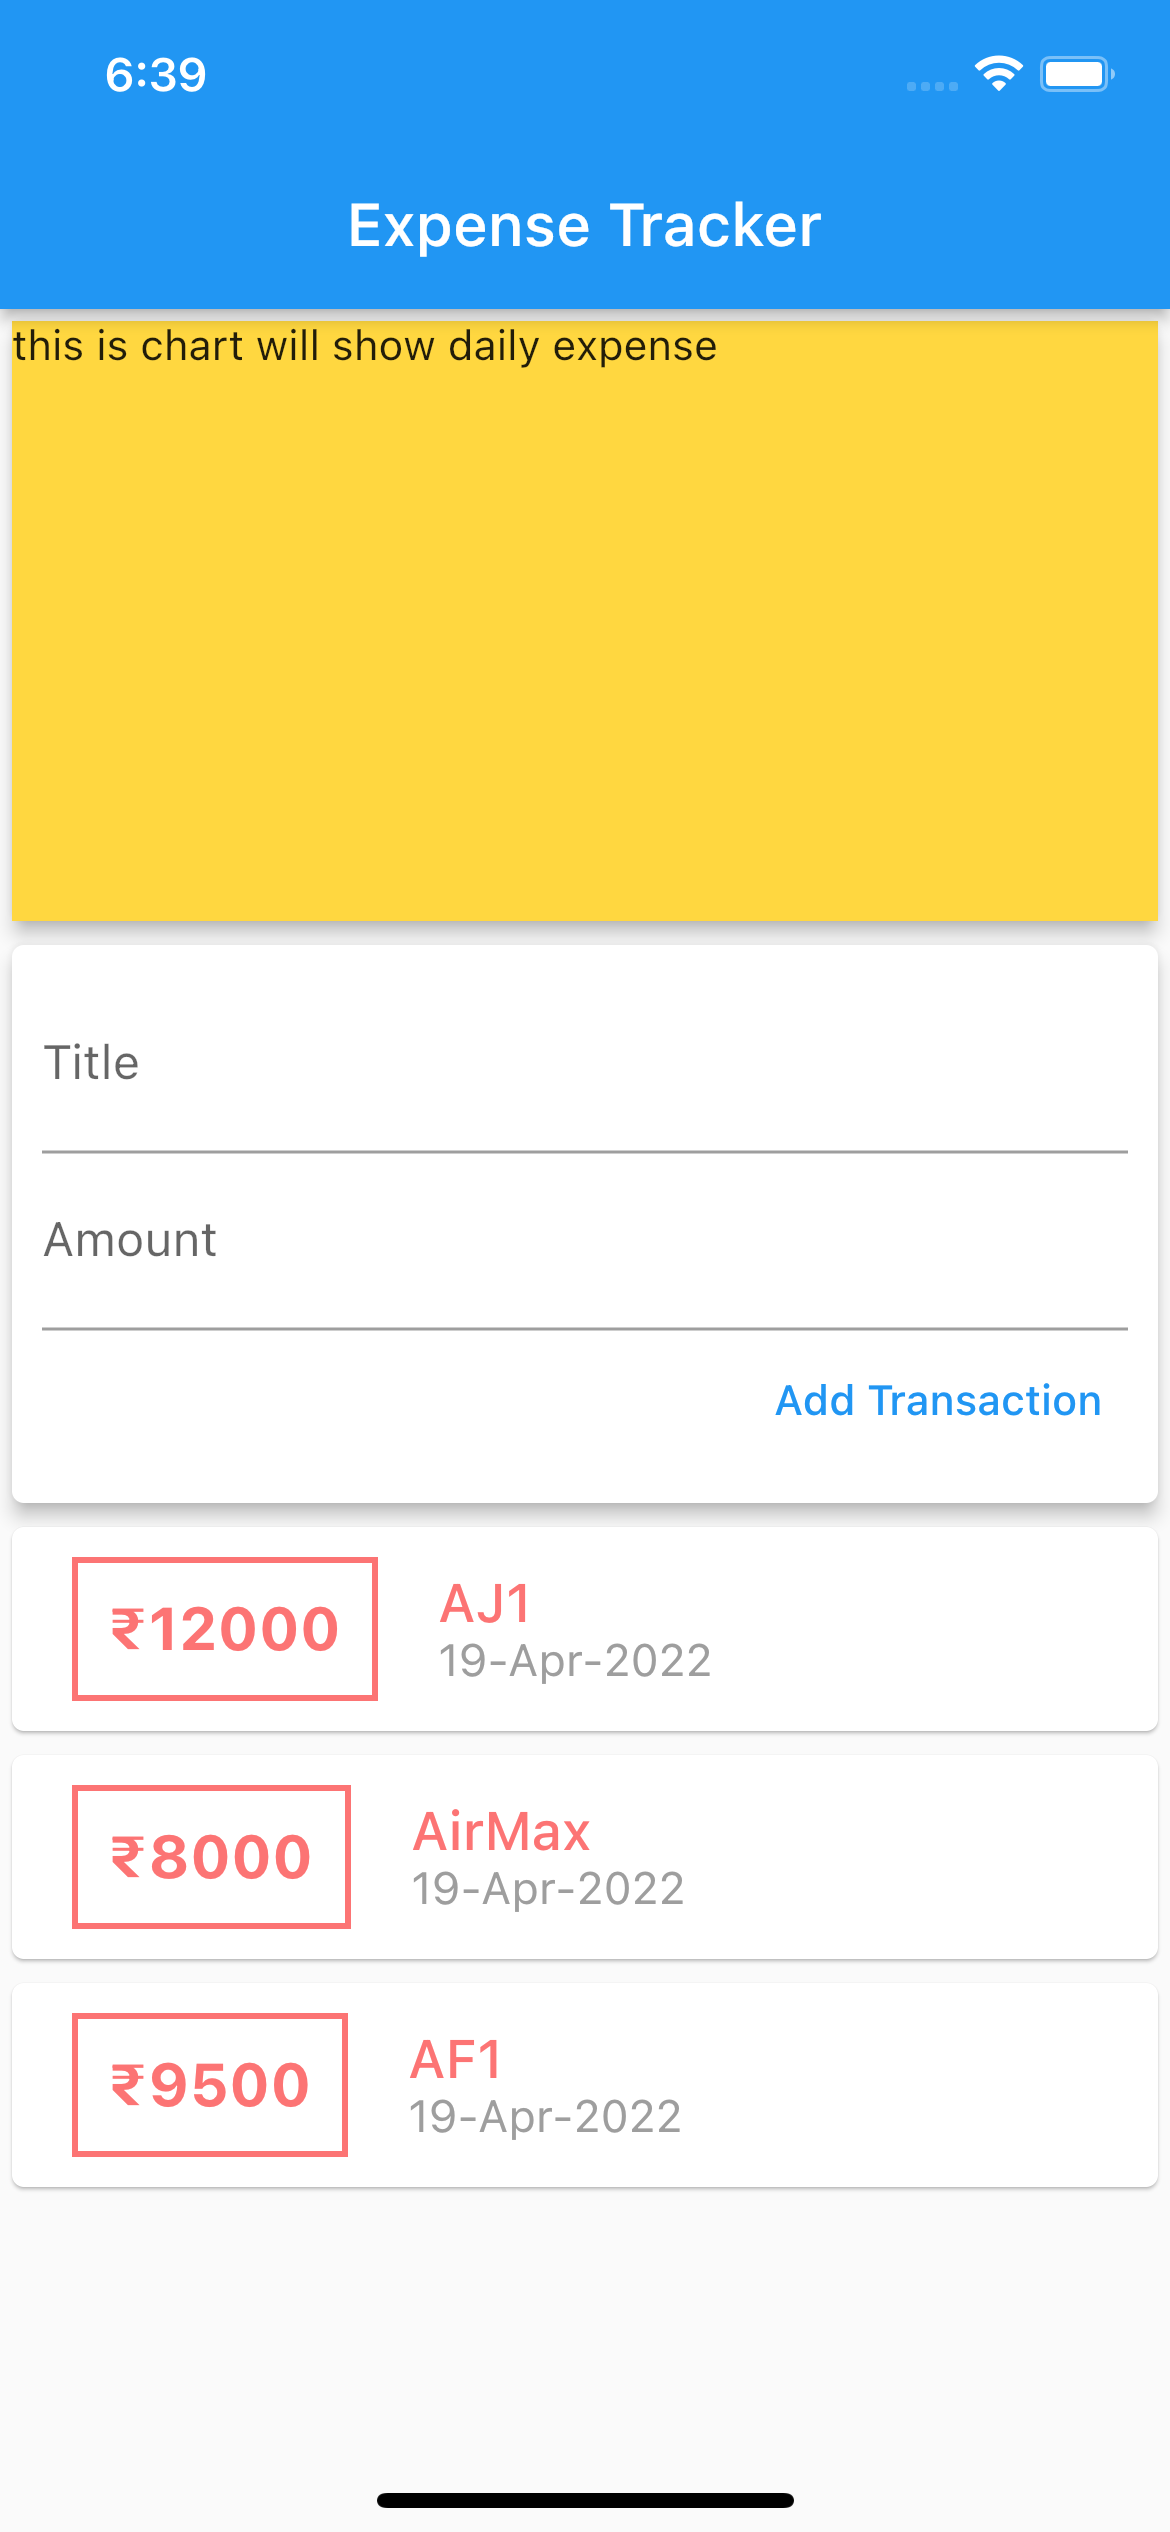 6:39
Expense Tracker
this is chart will show daily expense
Title
Amount
Add Transaction
₹12000
AJ1
19-Apr-2022
₹8000
AirMax
19-Apr-2022
₹9500
AF1
19-Apr-2022